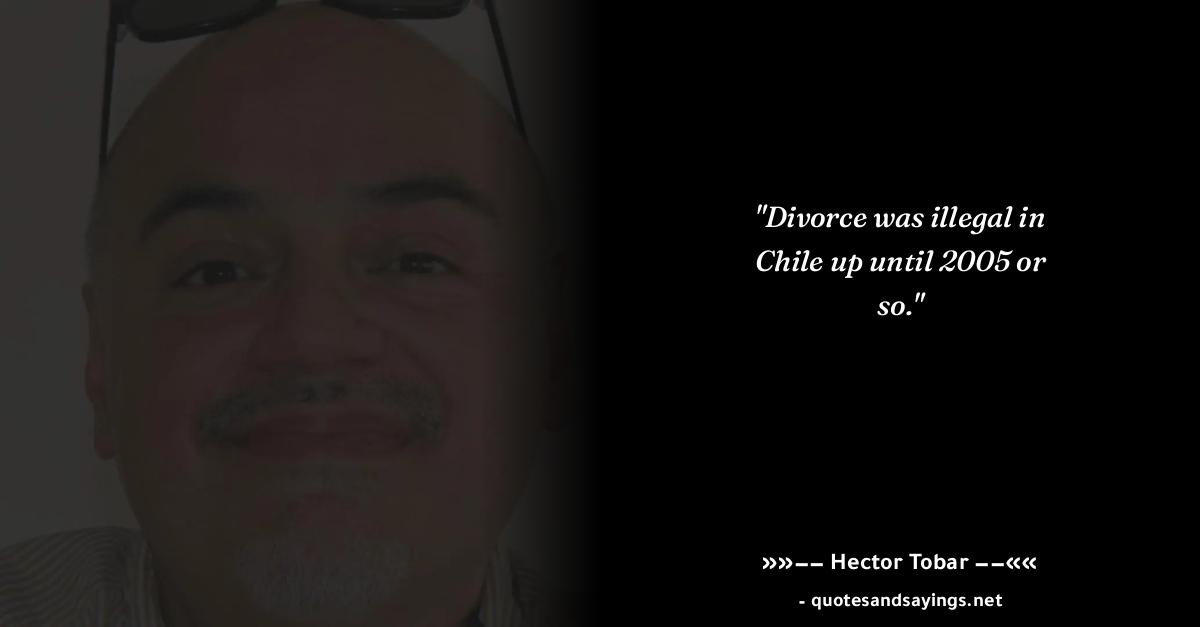 "Divorce was illegal in
Chile up until 2005 or
so."
»»−− Hector Tobar −−««
- quotesandsayings.net